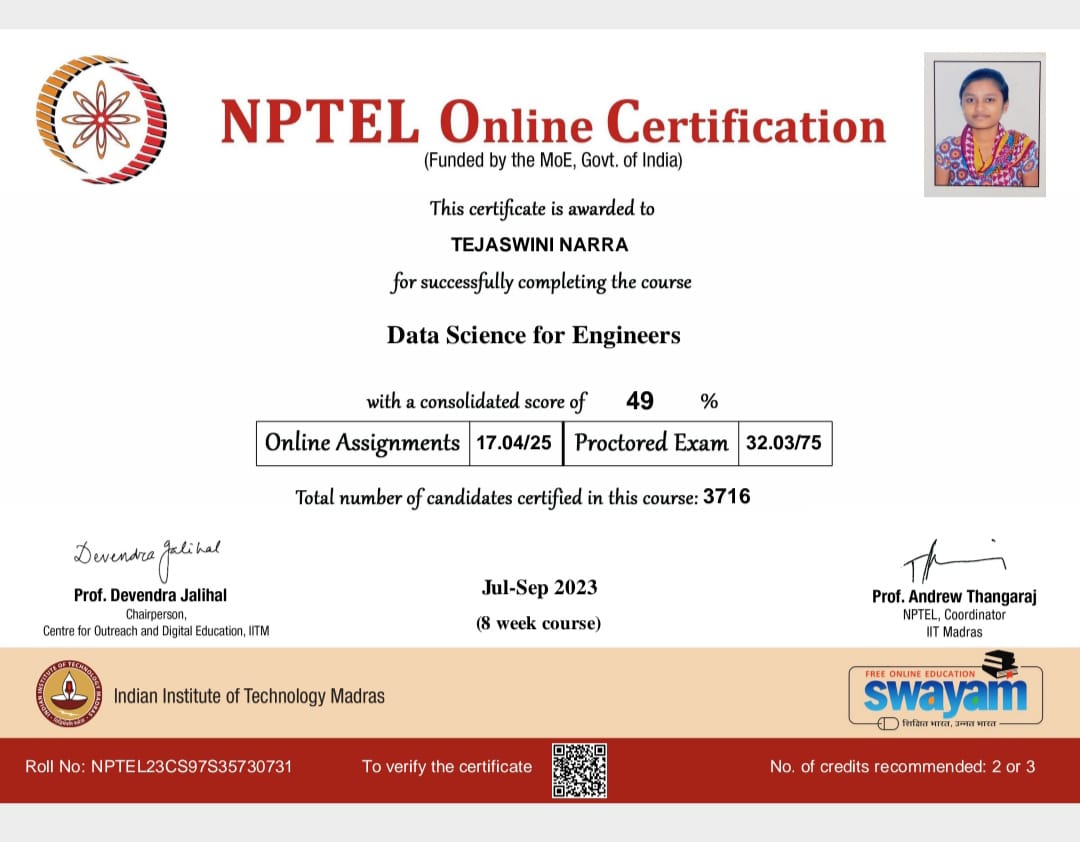 NPTEL Online Certification
(Funded by the MoE, Govt. of India)
This certificate is awarded to
TEJASWINI NARRA
for successfully completing the course
Data Science for Engineers
with a consolidated score of 49 %
Online Assignments 17.04/25 Proctored Exam 32.03/75
Total number of candidates certified in this course: 3716
Devendra Jalihal
Prof. Devendra Jalihal
Chairperson,
Centre for Outreach and Digital Education, IITM
Jul-Sep 2023
(8 week course)
Prof. Andrew Thangaraj
NPTEL, Coordinator
IIT Madras
INDIAN INSTITUTE OF TECHNOLOGY MADRAS
Indian Institute of Technology Madras
FREE ONLINE EDUCATION
swayam
शिक्षित भारत, उन्नत भारत
Roll No: NPTEL23CS97S35730731
To verify the certificate
No. of credits recommended: 2 or 3